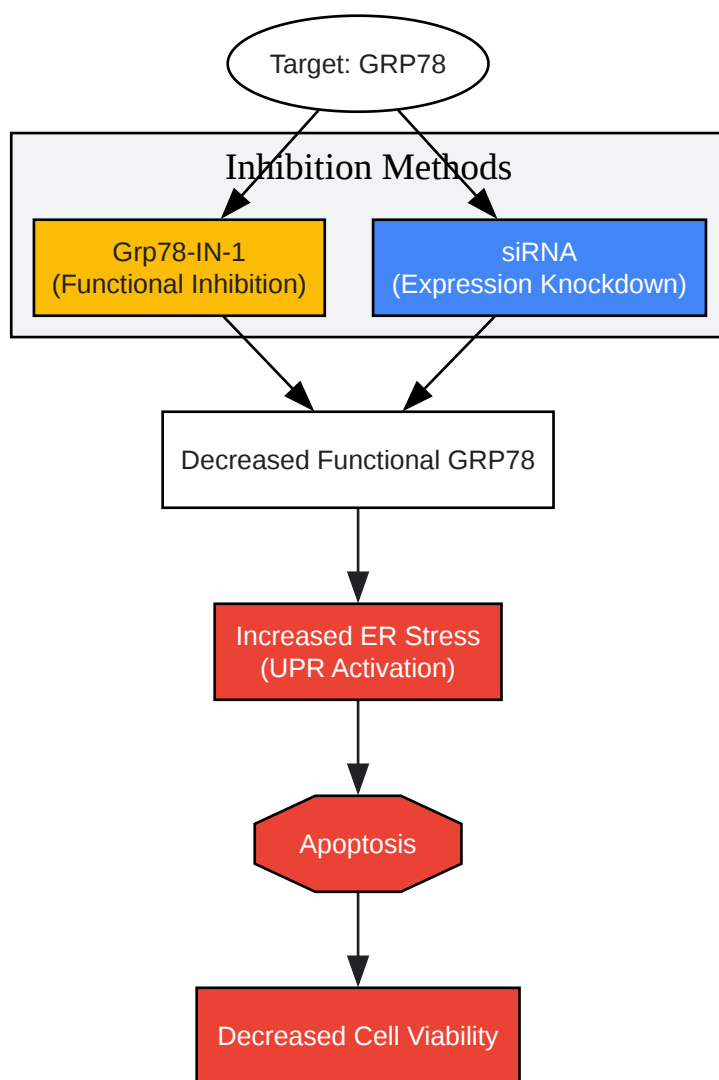 Target: GRP78
Inhibition Methods
Grp78-IN-1
(Functional Inhibition)
siRNA
(Expression Knockdown)
Decreased Functional GRP78
Increased ER Stress
(UPR Activation)
Apoptosis
Decreased Cell Viability